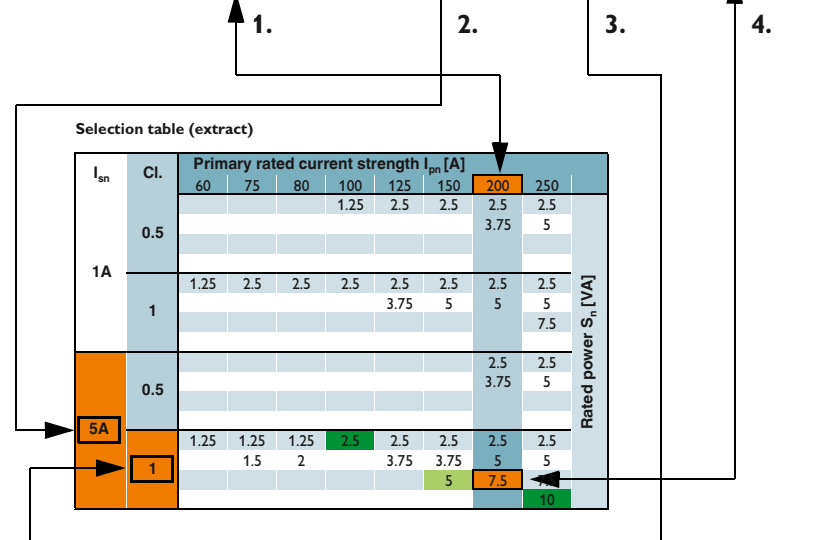 1. 2. 3. 4.
Selection table (extract)
Isn Cl. Primary rated current strength Ipn [A]
60 75 80 100 125 150 200 250
1.25 2.5 2.5 2.5 2.5
0.5 3.75 5
1A
1.25 2.5 2.5 2.5 2.5 2.5 2.5 2.5
3.75 5 5 5
1 7.5
Rated power Sn [VA]
2.5 2.5
3.75 5
0.5
5A
1.25 1.25 1.25 2.5 2.5 2.5 2.5 2.5
1.5 2 3.75 3.75 5 5
1 5 7.5
10